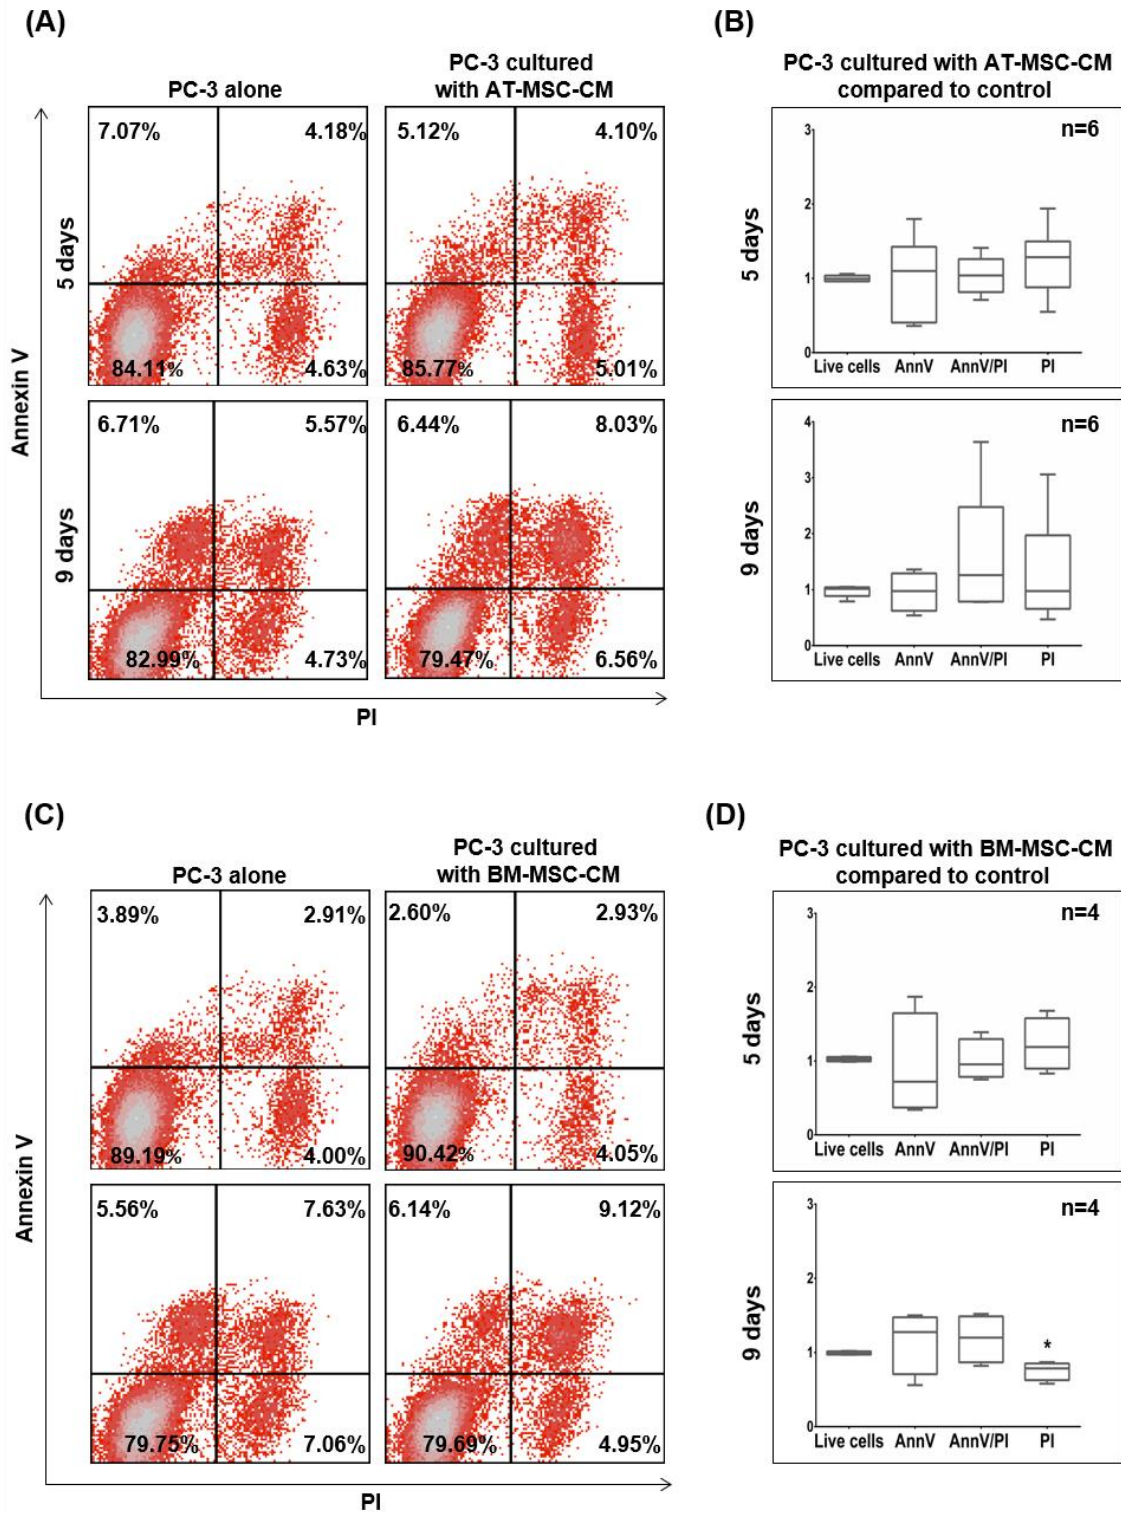 (A)
(B)
PC-3 alone
PC-3 cultured
with AT-MSC-CM
PC-3 cultured with AT-MSC-CM
compared to control
Annexin V
5 days
7.07%
4.18%
84.11%
4.63%
5.12%
4.10%
85.77%
5.01%
5 days
n=6
3
2
1
0
Live cells AnnV AnnV/PI PI
9 days
6.71%
5.57%
82.99%
4.73%
6.44%
8.03%
79.47%
6.56%
9 days
n=6
4
3
2
1
0
Live cells AnnV AnnV/PI PI
PI
(C)
(D)
PC-3 alone
PC-3 cultured
with BM-MSC-CM
PC-3 cultured with BM-MSC-CM
compared to control
Annexin V
3.89%
2.91%
89.19%
4.00%
2.60%
2.93%
90.42%
4.05%
5 days
n=4
3
2
1
0
Live cells AnnV AnnV/PI PI
5.56%
7.63%
79.75%
7.06%
6.14%
9.12%
79.69%
4.95%
9 days
n=4
3
2
1
0
*
Live cells AnnV AnnV/PI PI
PI